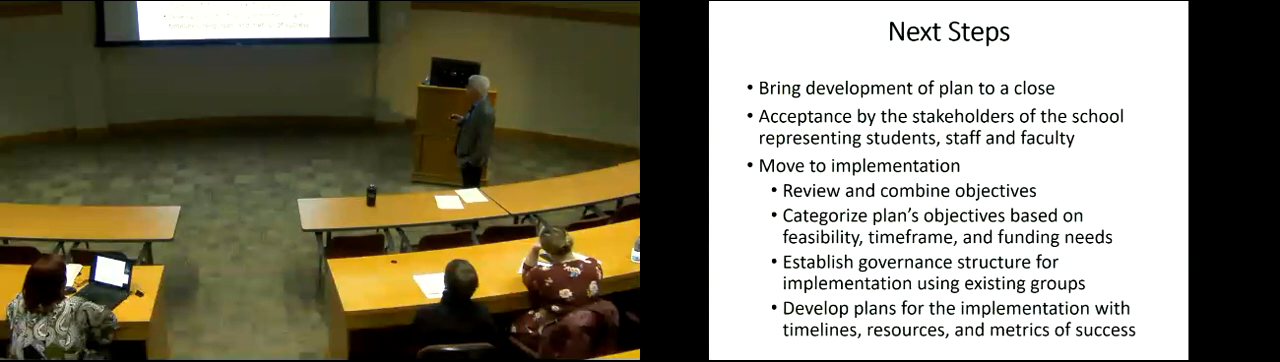 Next Steps
• Bring development of plan to a close
• Acceptance by the stakeholders of the school
representing students, staff and faculty
• Move to implementation
• Review and combine objectives
• Categorize plan's objectives based on
feasibility, timeframe, and funding needs
• Establish governance structure for
implementation using existing groups
• Develop plans for the implementation with
timelines, resources, and metrics of success